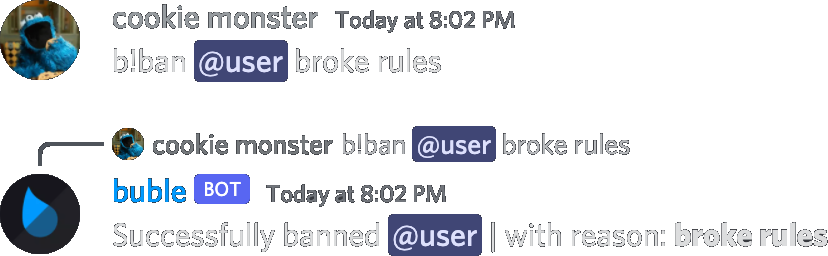 cookie monster Today at 8:02 PM
b!ban @user broke rules
cookie monster b!ban @user broke rules
buble BOT Today at 8:02 PM
Successfully banned @user | with reason: broke rules